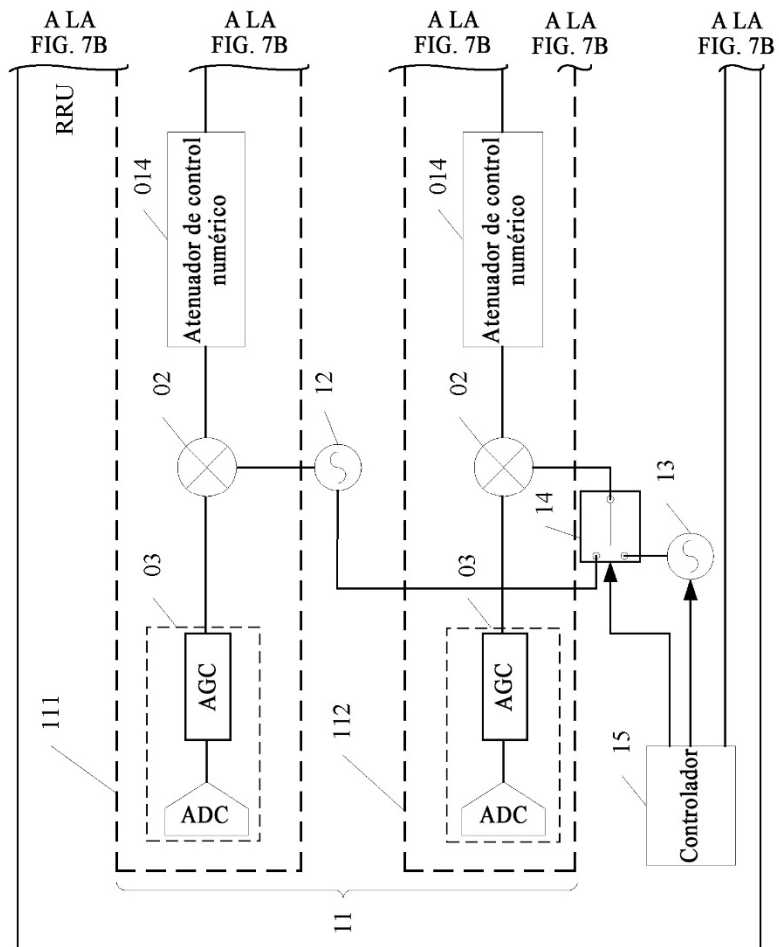 A LA
FIG. 7B
A LA
FIG. 7B
A LA
FIG. 7B
A LA
FIG. 7B
A LA
FIG. 7B
RRU
014
Atenuador de control
numérico
014
Atenuador de control
numérico
02
12
02
14
13
03
AGC
ADC
03
AGC
ADC
111
112
15
Controlador
11